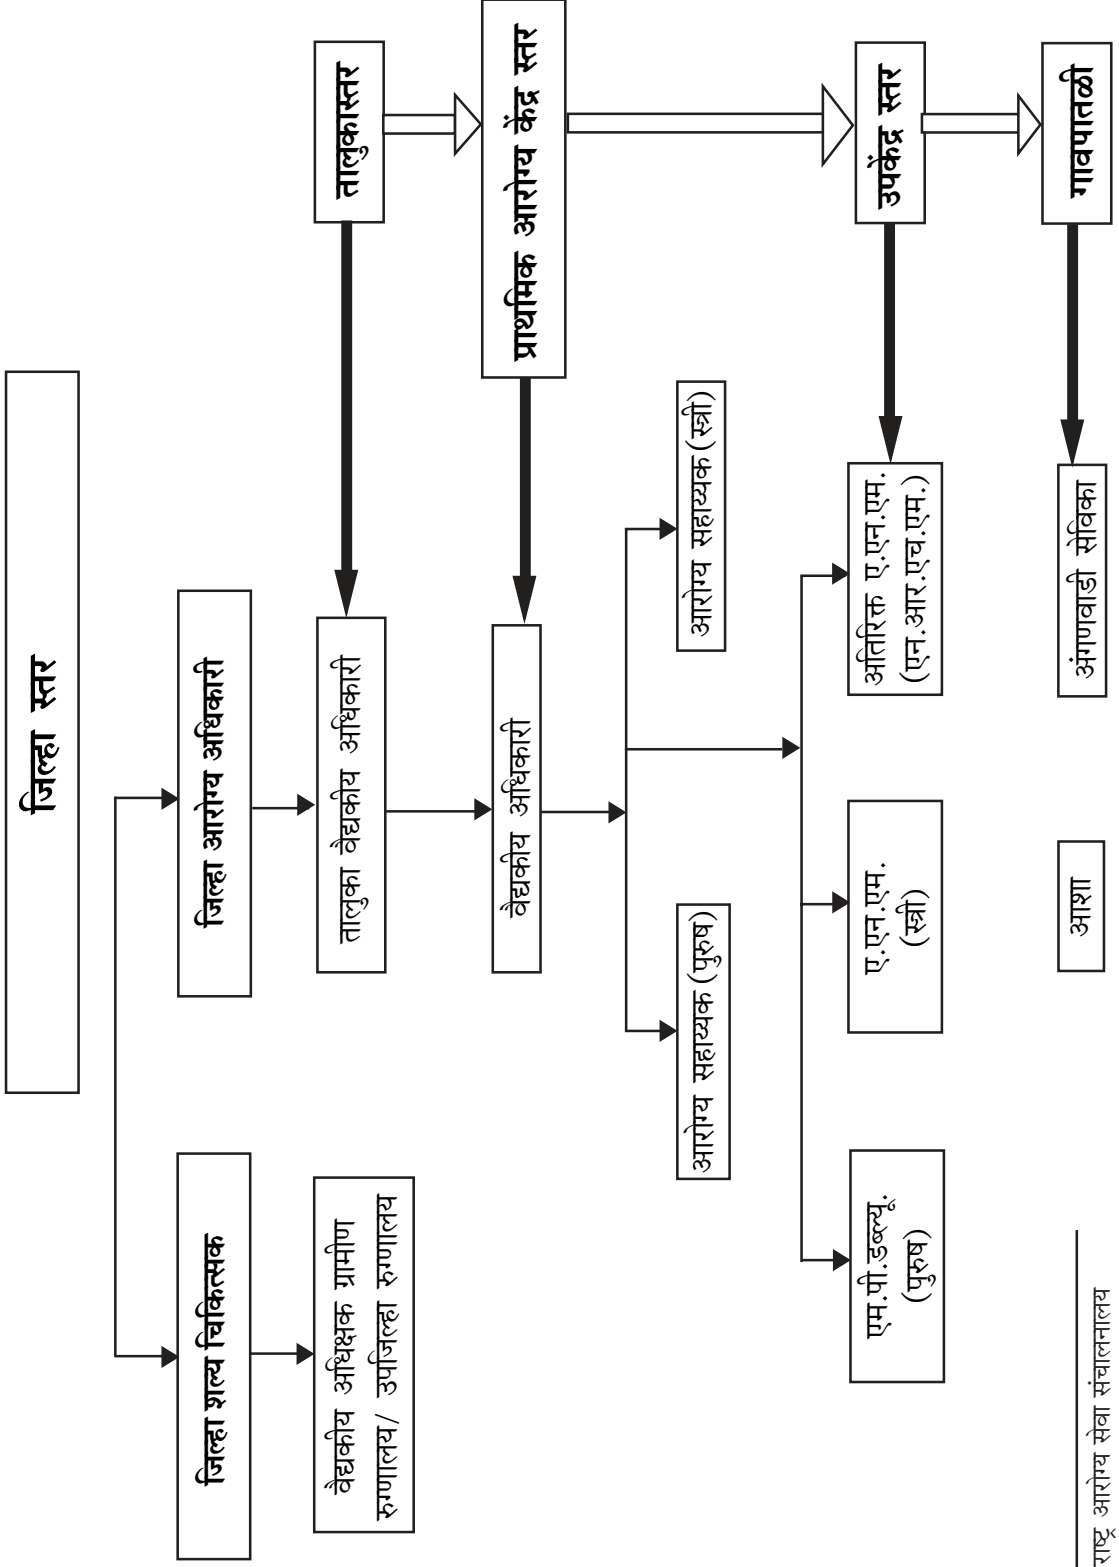 जिल्हा स्तर
जिल्हा शल्य चिकित्सक
जिल्हा आरोग्य अधिकारी
वैद्यकीय अधिक्षक ग्रामीण
रुग्णालय/ उपजिल्हा रुग्णालय
तालुका वैद्यकीय अधिकारी
तालुकास्तर
वैद्यकीय अधिकारी
प्राथमिक आरोग्य केंद्र स्तर
आरोग्य सहाय्यक (पुरुष)
आरोग्य सहाय्यक (स्त्री)
एम.पी.डब्ल्यू.
(पुरुष)
ए.एन.एम.
(स्त्री)
अतिरिक्त ए.एन.एम.
(एन.आर.एच.एम.)
उपकेंद्र स्तर
आशा
अंगणवाडी सेविका
गावपातळी
आरोग्य सेवा संचालनालय